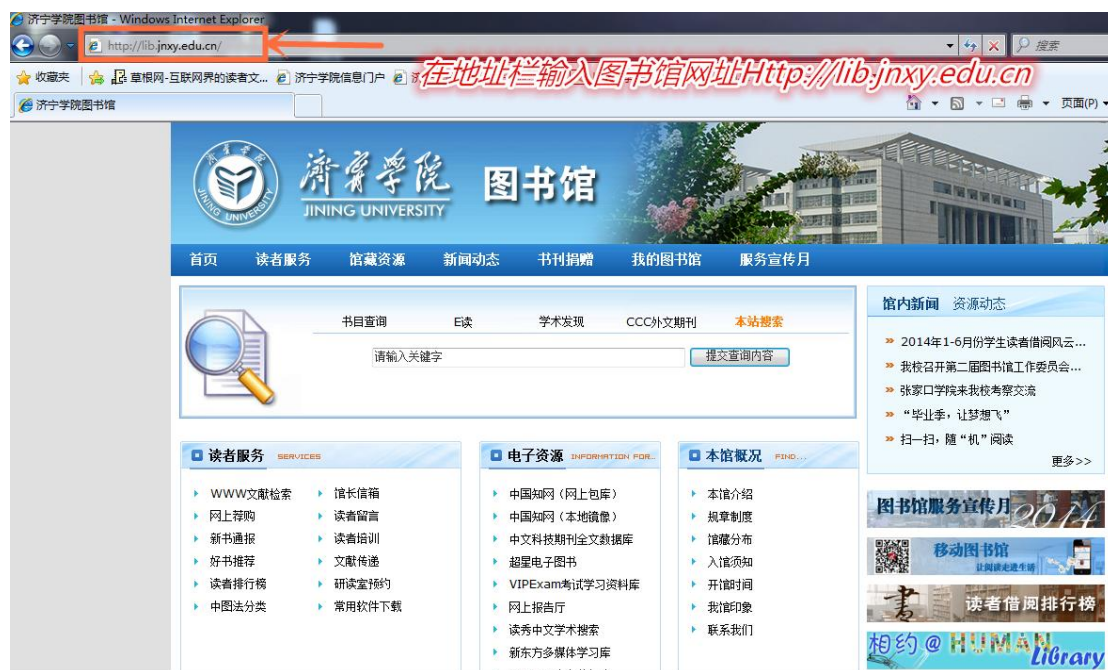 济宁学院图书馆 - Windows Internet Explorer
http://lib.jnxy.edu.cn/
搜索
收藏夹 草根网-互联网界的读者文... 济宁学院信息门户
在地址栏输入图书馆网址Http://lib.jnxy.edu.cn
济宁学院图书馆
页面(P)
濟寧學院
JINING UNIVERSITY
图书馆
JINING UNIVERSITY
首页 读者服务 馆藏资源 新闻动态 书刊捐赠 我的图书馆 服务宣传月
书目查询 E读 学术发现 CCC外文期刊 本站搜索
请输入关键字 提交查询内容
馆内新闻 资源动态
2014年1-6月份学生读者借阅风云...
我校召开第二届图书馆工作委员会...
张家口学院来我校考察交流
“毕业季，让梦想飞”
扫一扫，随“机”阅读
更多>>
读者服务 SERVICES
WWW文献检索 馆长信箱
网上荐购 读者留言
新书通报 读者培训
好书推荐 文献传递
读者排行榜 研读室预约
中图法分类 常用软件下载
电子资源 INFORMATION FOR...
中国知网（网上包库）
中国知网（本地镜像）
中文科技期刊全文数据库
超星电子图书
VIPExam考试学习资料库
网上报告厅
读秀中文学术搜索
新东方多媒体学习库
本馆概况 FIND...
本馆介绍
规章制度
馆藏分布
入馆须知
开馆时间
我馆印象
联系我们
图书馆服务宣传月 2014
移动图书馆
让阅读走进生活
書 读者借阅排行榜
相约@HUMAN Library